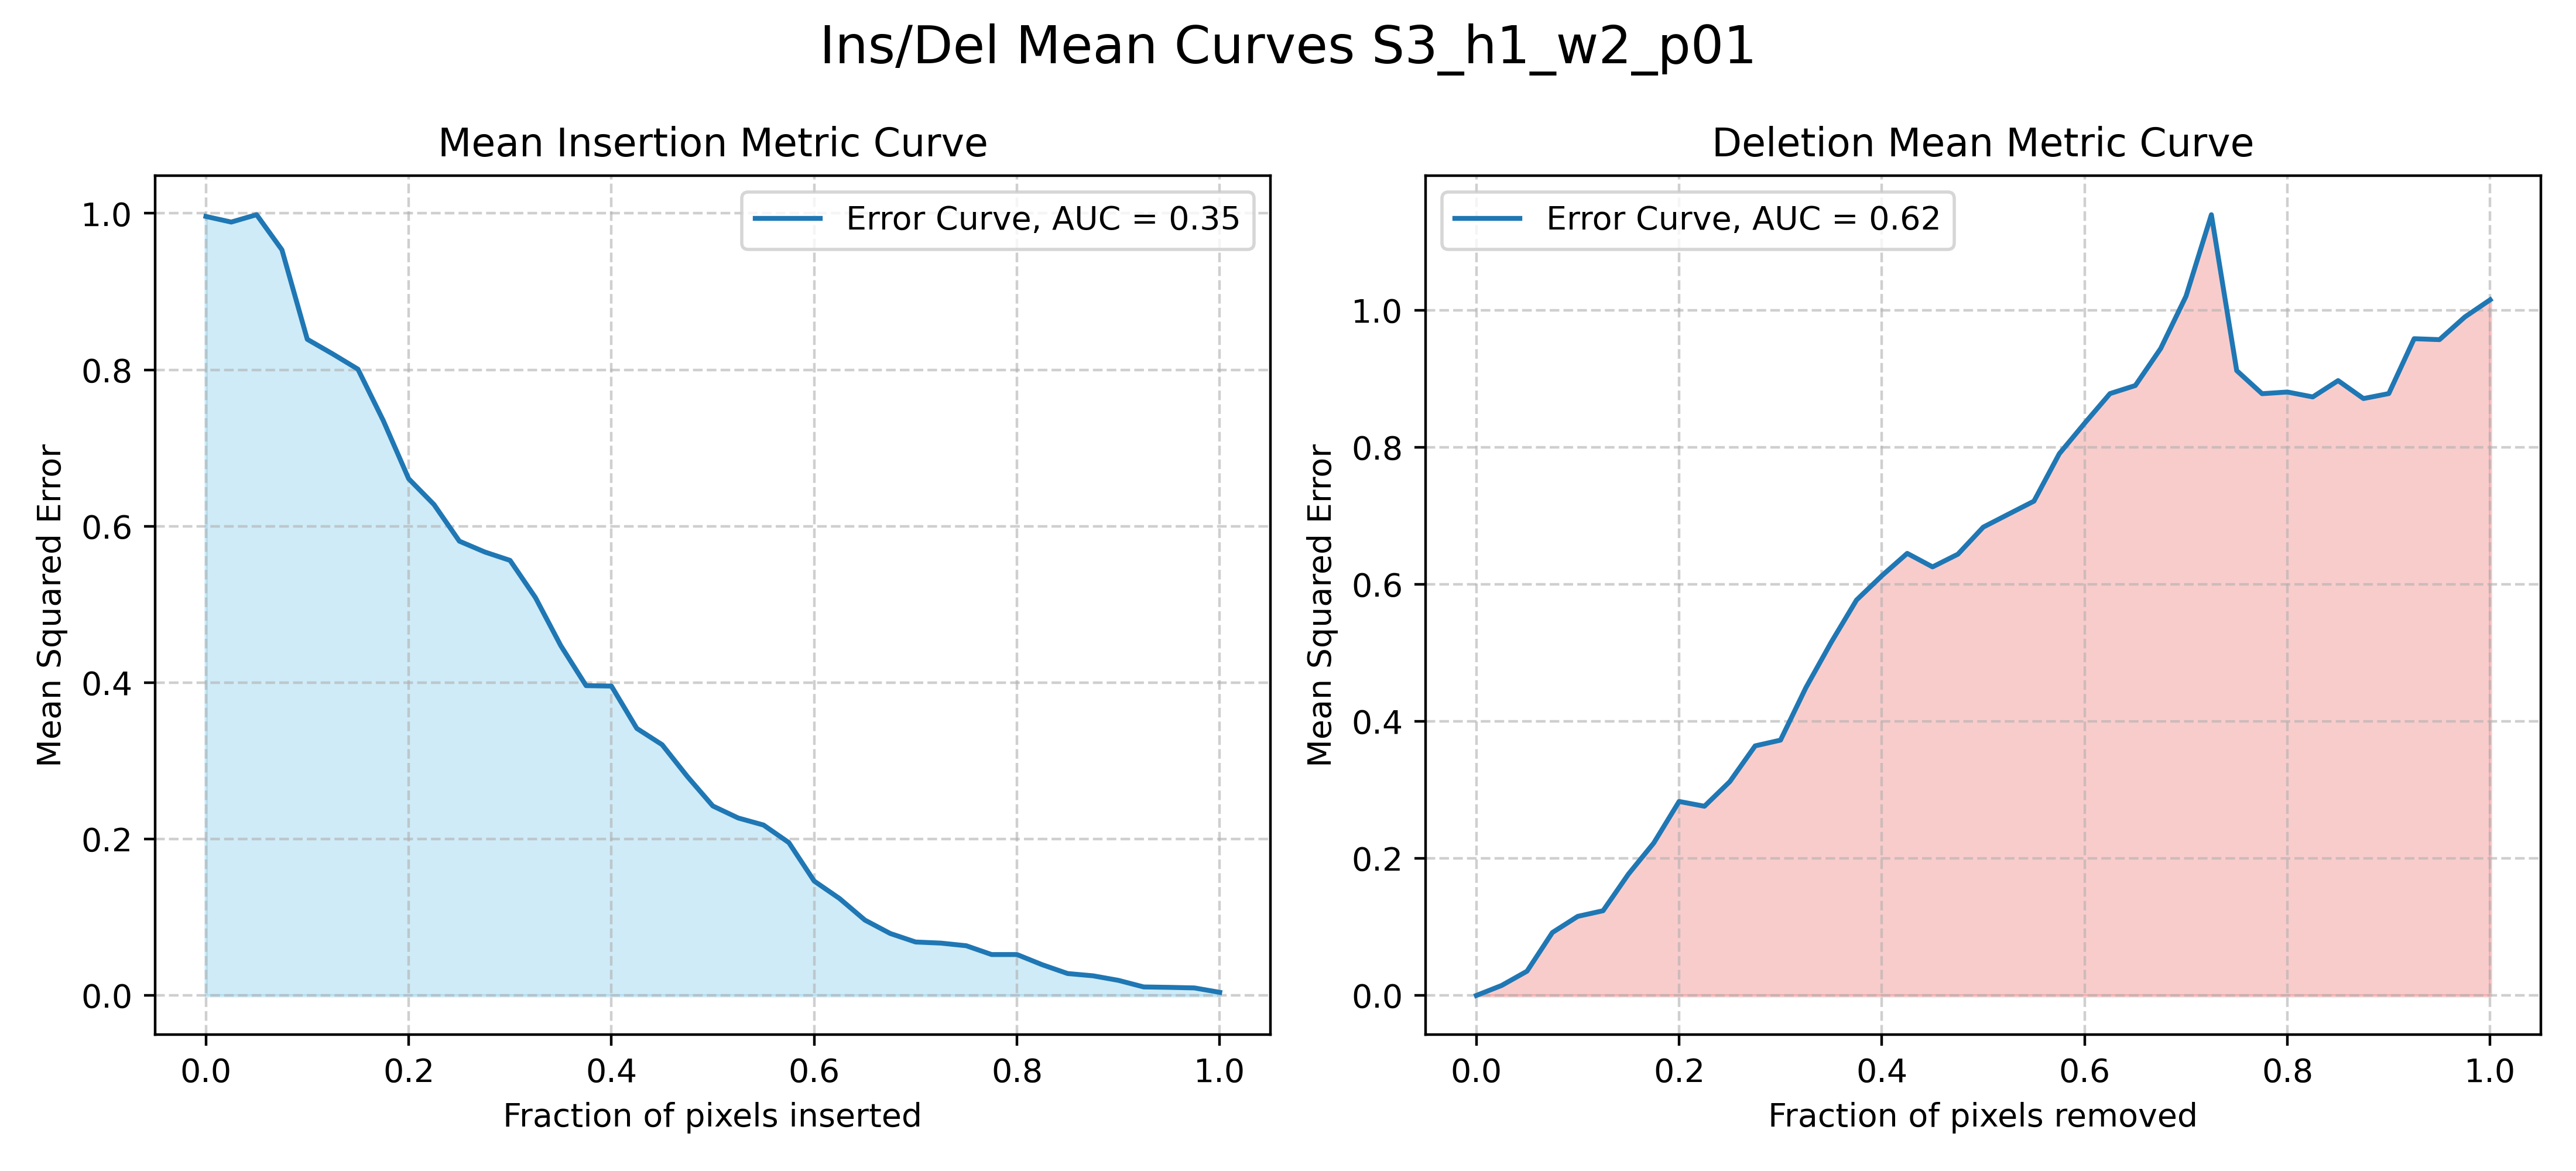 Ins/Del Mean Curves S3_h1_w2_p01
Mean Insertion Metric Curve
Error Curve, AUC = 0.35
Mean Squared Error
1.0
0.8
0.6
0.4
0.2
0.0
0.0 0.2 0.4 0.6 0.8 1.0
Fraction of pixels inserted
Deletion Mean Metric Curve
Error Curve, AUC = 0.62
Mean Squared Error
1.0
0.8
0.6
0.4
0.2
0.0
0.0 0.2 0.4 0.6 0.8 1.0
Fraction of pixels removed